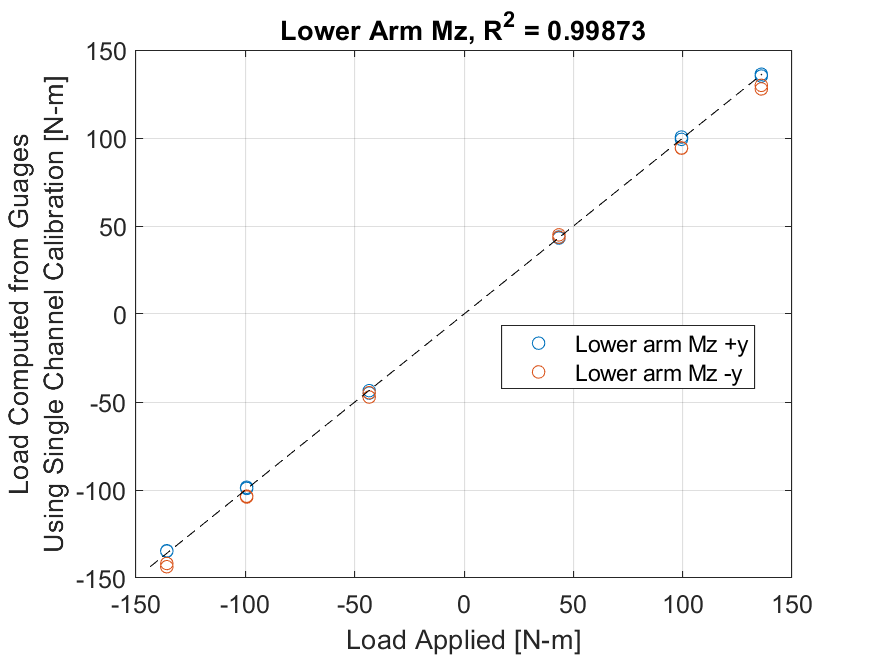 Lower Arm Mz, R² = 0.99873
Load Computed from Guages
Using Single Channel Calibration [N-m]
150
100
50
0
-50
-100
-150
Lower arm Mz +y
Lower arm Mz -y
-150 -100 -50 0 50 100 150
Load Applied [N-m]